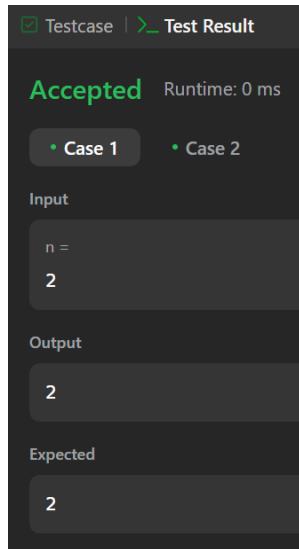 Testcase | >_ Test Result
Accepted Runtime: 0 ms
• Case 1 • Case 2
Input
n =
2
Output
2
Expected
2